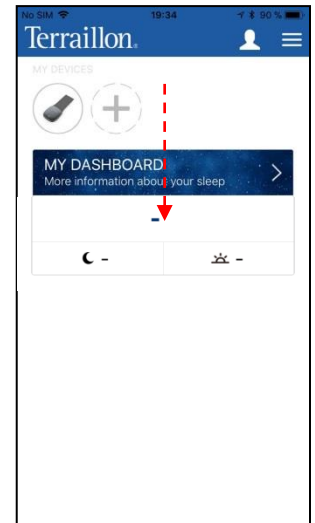 No SIM 19:34 90 %
Terraillon.
MY DEVICES
MY DASHBOARD
More information about your sleep
-
- -